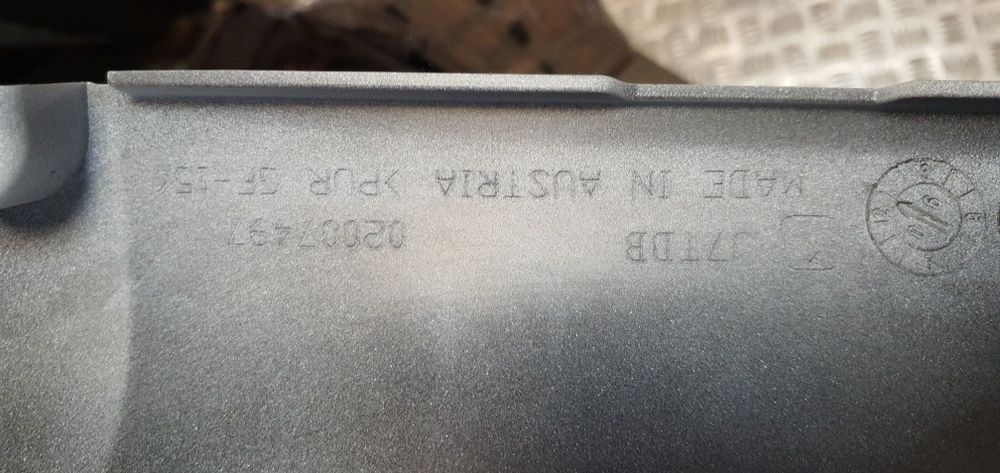 J7TDB 02007497
MADE IN AUSTRIA >PUR GF-15<